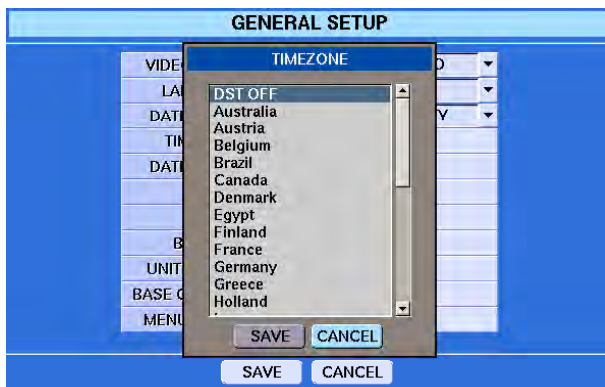 GENERAL SETUP
TIMEZONE
DST OFF
Australia
Austria
Belgium
Brazil
Canada
Denmark
Egypt
Finland
France
Germany
Greece
Holland
SAVE CANCEL
SAVE CANCEL